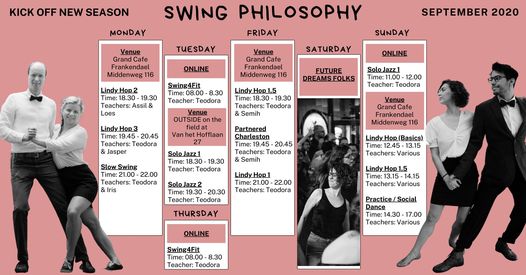 KICK OFF NEW SEASON
SWING PHILOSOPHY
SEPTEMBER 2020
MONDAY
Venue
Grand Cafe
Frankendael
Middenweg 116
Lindy Hop 2
Time: 18.30 - 19.30
Teachers: Assil &
Loes
Lindy Hop 3
Time: 19.45 - 20.45
Teachers: Teodora
& Jasper
Slow Swing
Time: 21.00 - 22.00
Teachers: Teodora
& Iris
TUESDAY
ONLINE
Swing4Fit
Time: 08.00 - 8.30
Teacher: Teodora
Venue
OUTSIDE on the
field at
Van het Hofflaan
27
Solo Jazz 1
Time: 18.30 - 19.30
Teacher: Teodora
Solo Jazz 2
Time: 19.30 - 20.30
Teacher: Teodora
THURSDAY
ONLINE
Swing4Fit
Time: 08.00 - 8.30
Teacher: Teodora
FRIDAY
Venue
Grand Cafe
Frankendael
Middenweg 116
Lindy Hop 1.5
Time: 18.30 - 19.30
Teachers: Teodora
& Semih
Partnered
Charleston
Time: 19.45 - 20.45
Teachers: Teodora
& Semih
Lindy Hop 1
Time: 21.00 - 22.00
Teachers: Teodora
SATURDAY
FUTURE
DREAMS FOLKS
SUNDAY
ONLINE
Solo Jazz 1
Time: 11.00 - 12.00
Teacher: Teodora
Venue
Grand Cafe
Frankendael
Middenweg 116
Lindy Hop (Basics)
Time: 12.45 - 13.15
Teachers: Various
Lindy Hop 1.5
Time: 13.15 - 14.15
Teachers: Various
Practice / Social
Dance
Time: 14.30 - 17.00
Teachers: Various